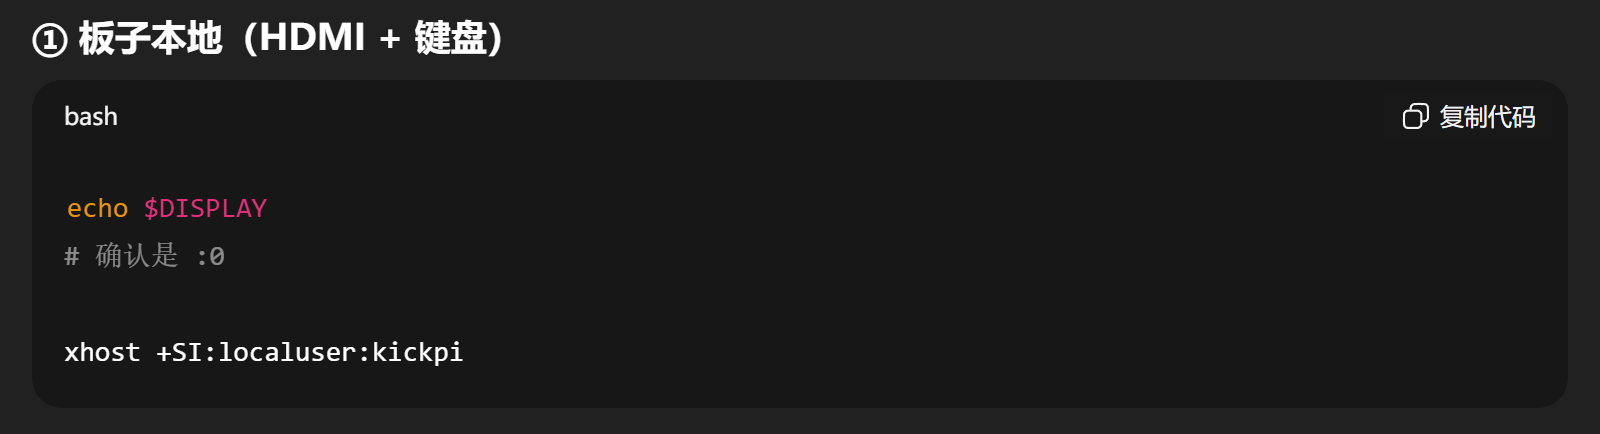 ① 板子本地（HDMI + 键盘）
bash
复制代码
echo $DISPLAY
# 确认是 :0
xhost +SI:localuser:kickpi